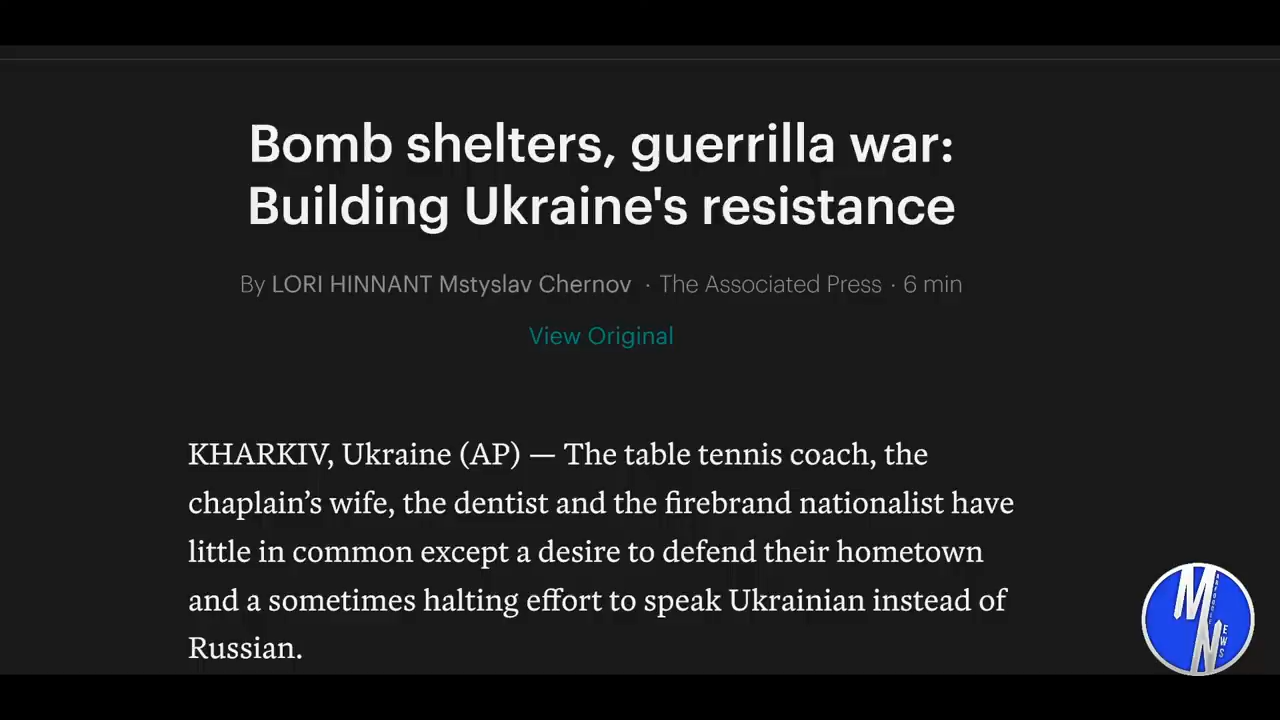 Bomb shelters, guerrilla war:
Building Ukraine's resistance
By LORI HINNANT Mstyslav Chernov · The Associated Press · 6 min
View Original
KHARKIV, Ukraine (AP) — The table tennis coach, the
chaplain’s wife, the dentist and the firebrand nationalist have
little in common except a desire to defend their hometown
and a sometimes halting effort to speak Ukrainian instead of
Russian.
MN